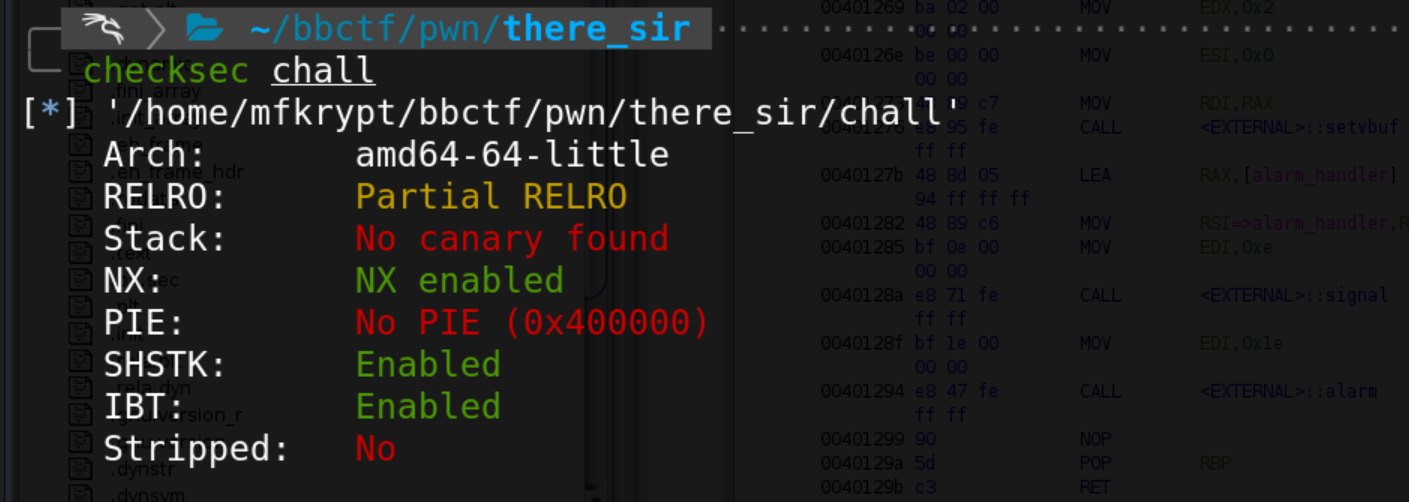 ~/bbctf/pwn/there_sir
checksec chall
[*] '/home/mfkrypt/bbctf/pwn/there_sir/chall'
Arch: amd64-64-little
RELRO: Partial RELRO
Stack: No canary found
NX: NX enabled
PIE: No PIE (0x400000)
SHSTK: Enabled
IBT: Enabled
Stripped: No
.fini_array
.eh_frame_hdr
.rela.dyn
.dynstr
.dynsym
00401269 ba 02 00 MOV EDX,0x2
00 00
0040126e be 00 00 MOV ESI,0x0
00 00
89 c7 MOV RDI,RAX
00401276 e8 95 fe CALL <EXTERNAL>::setvbuf
ff ff
0040127b 48 8d 05 LEA RAX,[alarm_handler]
94 ff ff ff
00401282 48 89 c6 MOV RSI=>alarm_handler,
00401285 bf 0e 00 MOV EDI,0xe
00 00
0040128a e8 71 fe CALL <EXTERNAL>::signal
ff ff
0040128f bf 1e 00 MOV EDI,0x1e
00 00
00401294 e8 47 fe CALL <EXTERNAL>::alarm
ff ff
00401299 90 NOP
0040129a 5d POP RBP
0040129b c3 RET